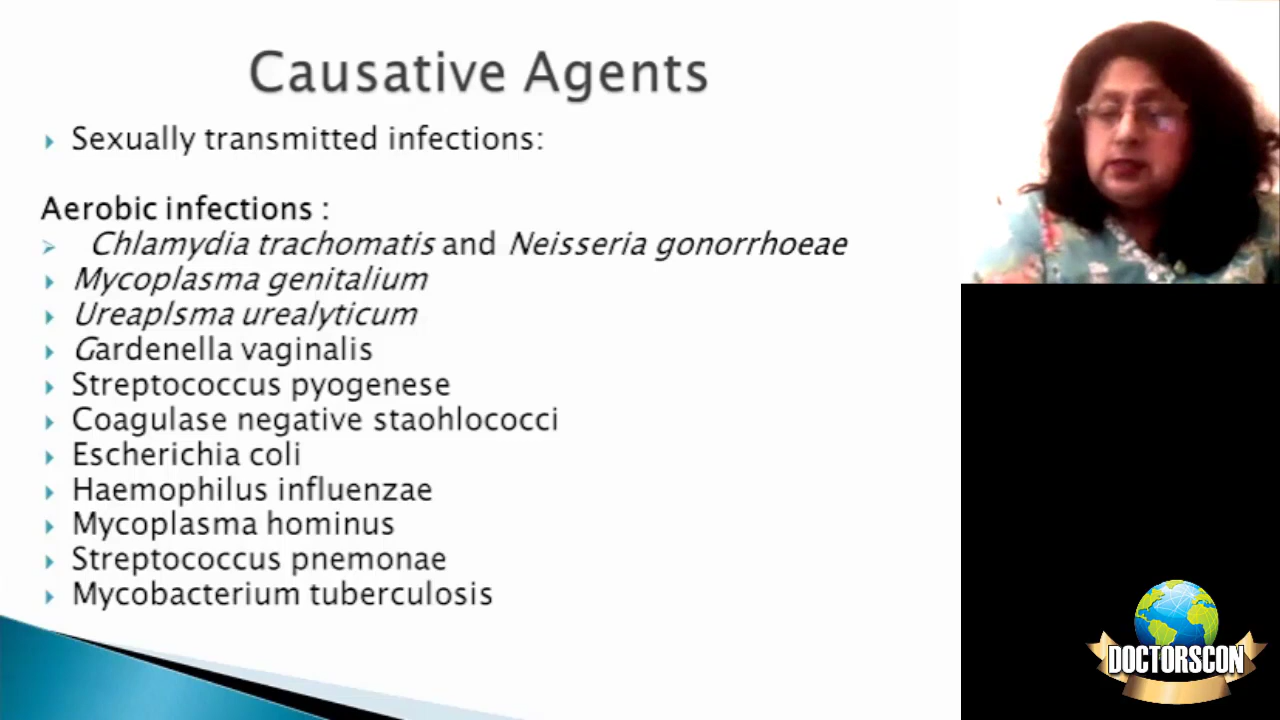 Causative Agents
Sexually transmitted infections:
Aerobic infections :
Chlamydia trachomatis and Neisseria gonorrhoeae
Mycoplasma genitalium
Ureaplsma urealyticum
Gardenella vaginalis
Streptococcus pyogenese
Coagulase negative staohlococci
Escherichia coli
Haemophilus influenzae
Mycoplasma hominus
Streptococcus pnemonae
Mycobacterium tuberculosis
DOCTORSCON